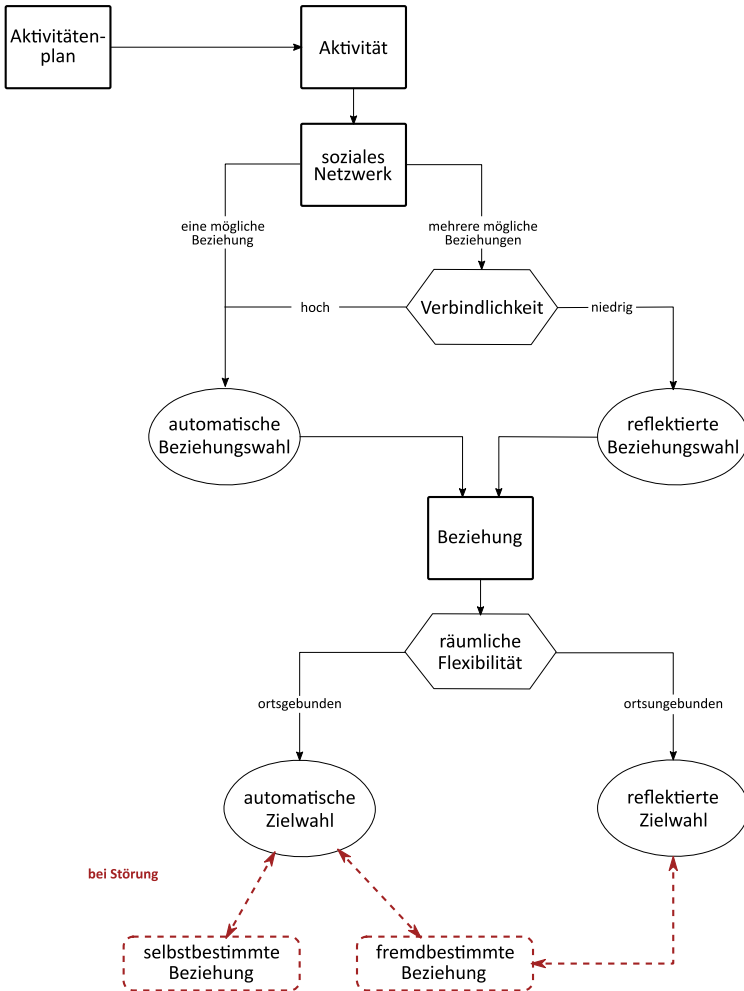 Aktivitäten-
plan
Aktivität
soziales
Netzwerk
eine mögliche
Beziehung
mehrere mögliche
Beziehungen
hoch
Verbindlichkeit
niedrig
automatische
Beziehungswahl
reflektierte
Beziehungswahl
Beziehung
räumliche
Flexibilität
ortsgebunden
ortsungebunden
automatische
Zielwahl
reflektierte
Zielwahl
bei Störung
selbstbestimmte
Beziehung
fremdbestimmte
Beziehung